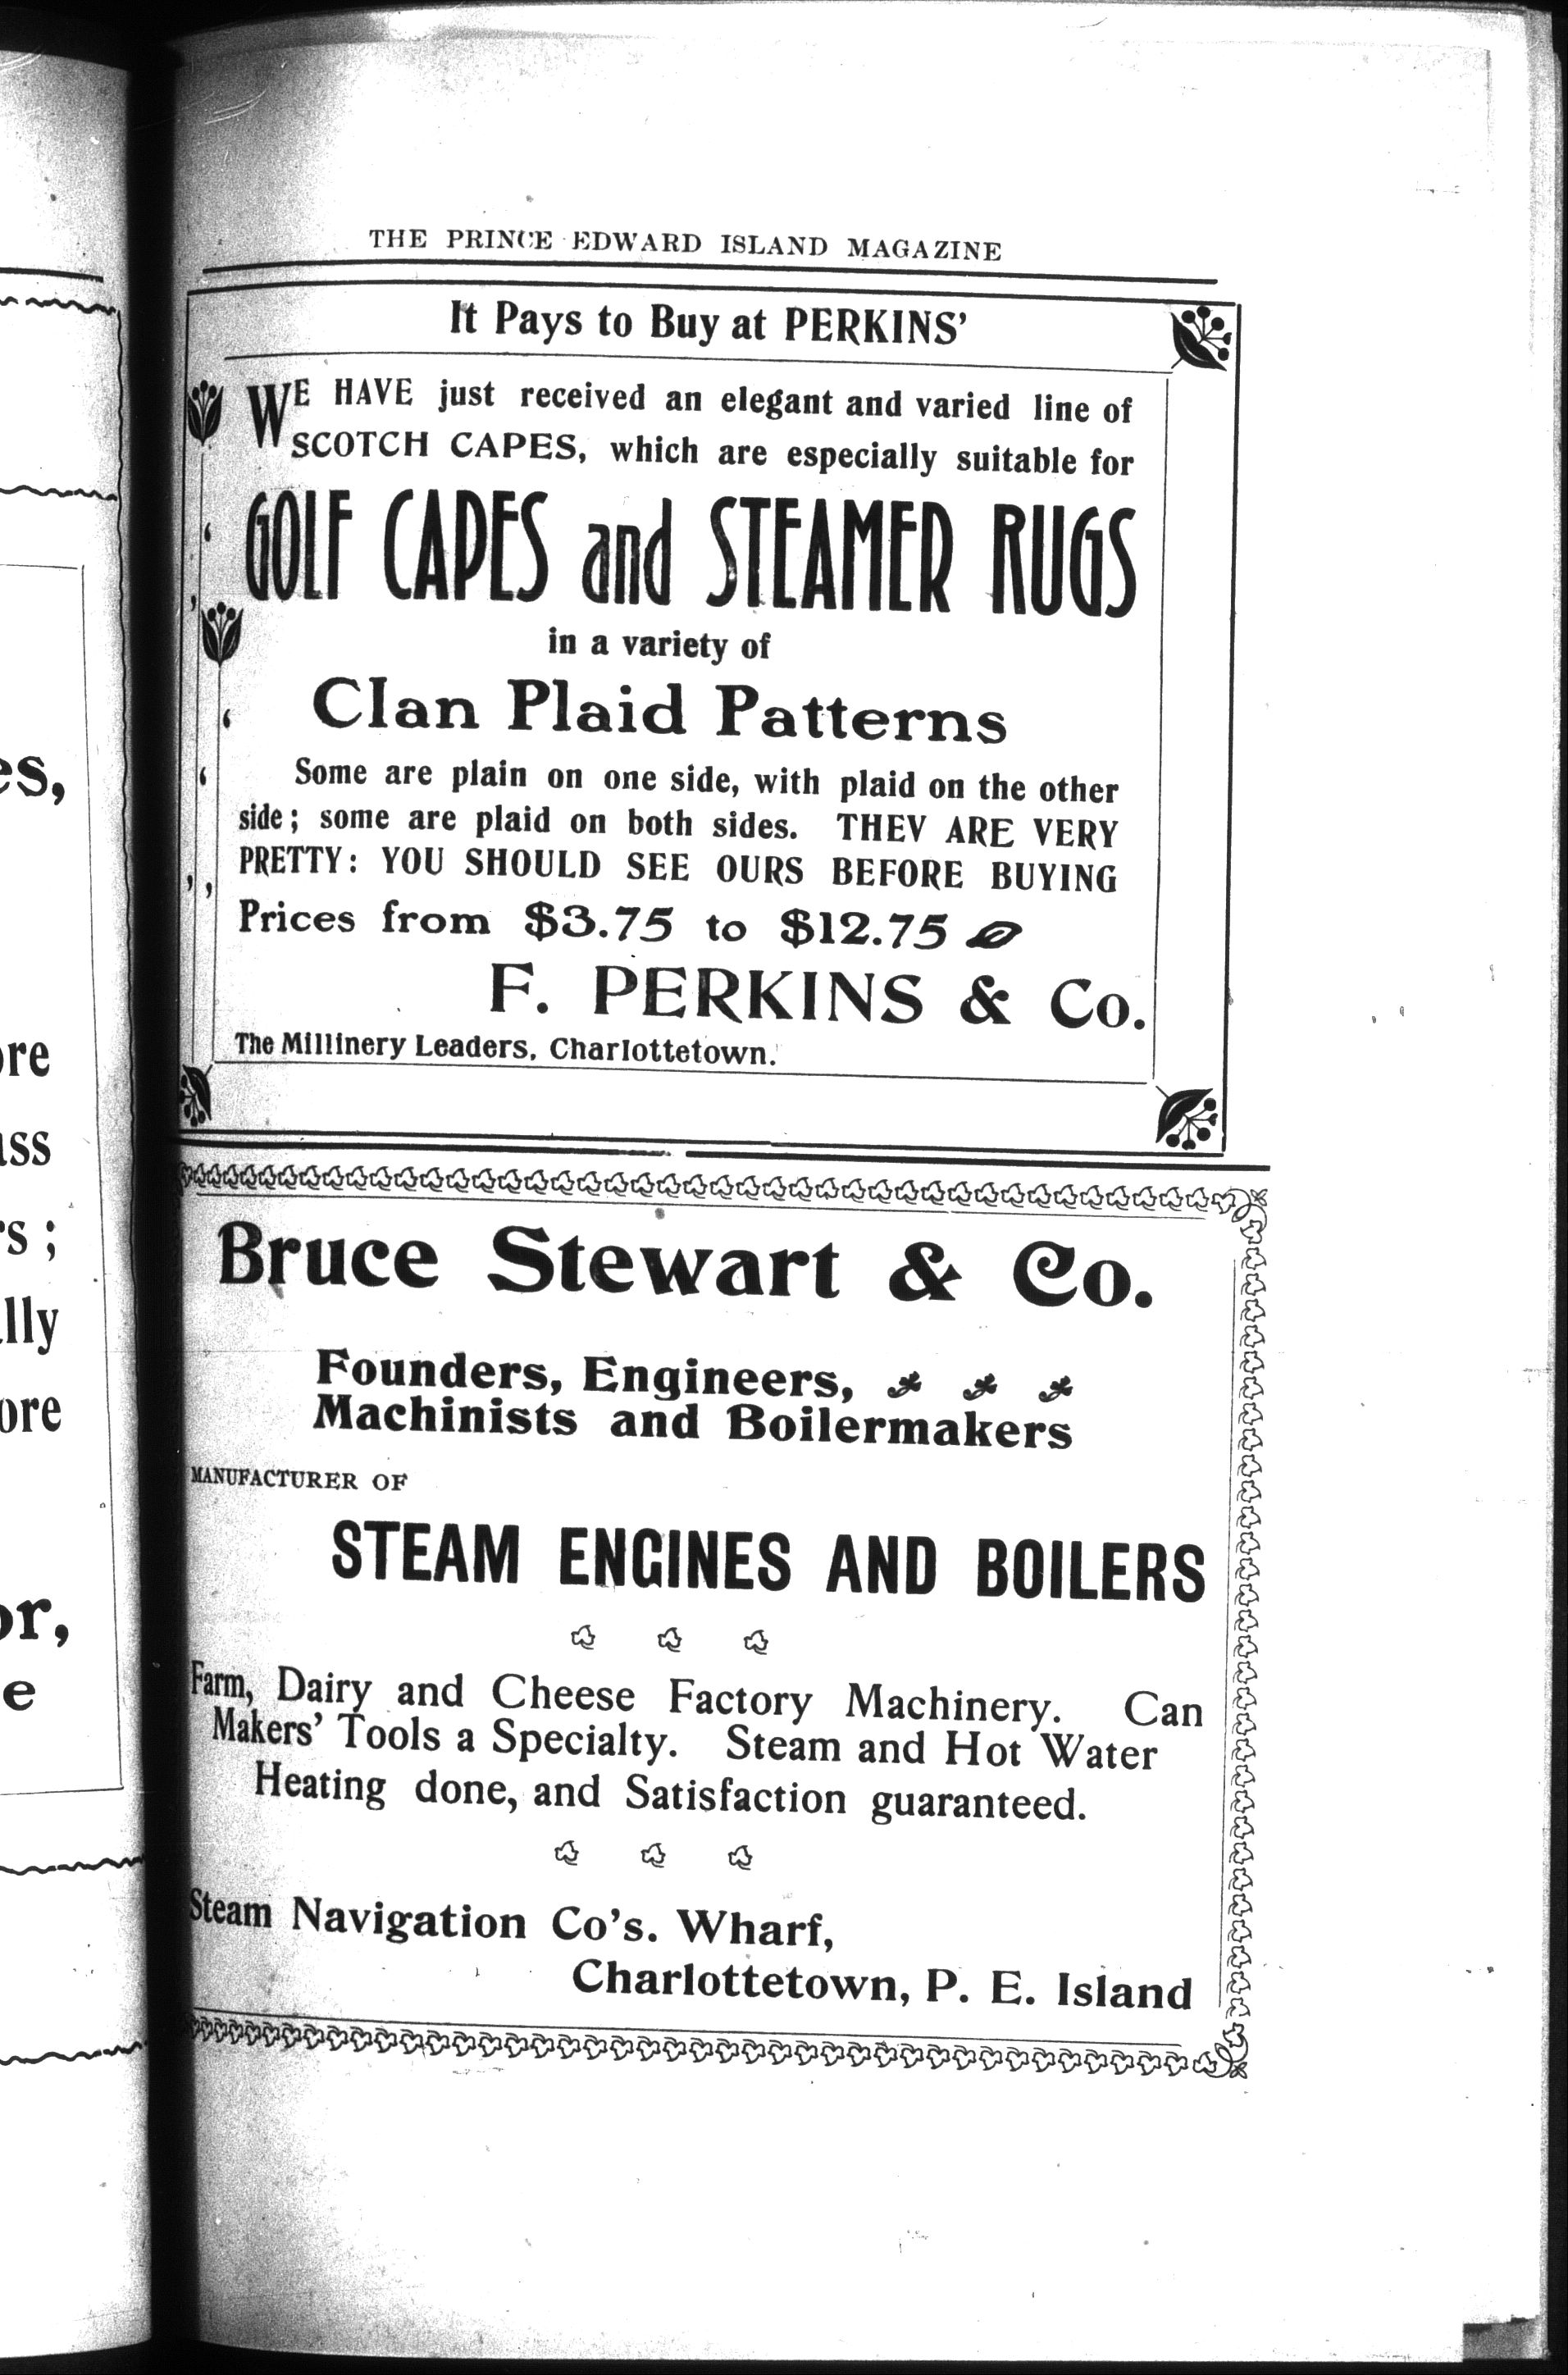 THE PRINCE EDWARD ISLAND MAGAZINE
It Pays to Buy at PERKINS'
WE HAVE just received an elegant and varied line of
SCOTCH CAPES, which are especially suitable for
GOLF CAPES and STEAMER RUGS
in a variety of
Clan Plaid Patterns
Some are plain on one side, with plaid on the other
side; some are plaid on both sides. THEV ARE VERY
PRETTY: YOU SHOULD SEE OURS BEFORE BUYING
Prices from $3.75 to $12.75
F. PERKINS & Co.
The Millinery Leaders, Charlottetown.
Bruce Stewart & Co.
Founders, Engineers,
Machinists and Boilermakers
MANUFACTURER OF
STEAM ENGINES AND BOILERS
Farm, Dairy and Cheese Factory Machinery. Can
Makers' Tools a Specialty. Steam and Hot Water
Heating done, and Satisfaction guaranteed.
Steam Navigation Co's. Wharf,
Charlottetown, P. E. Island